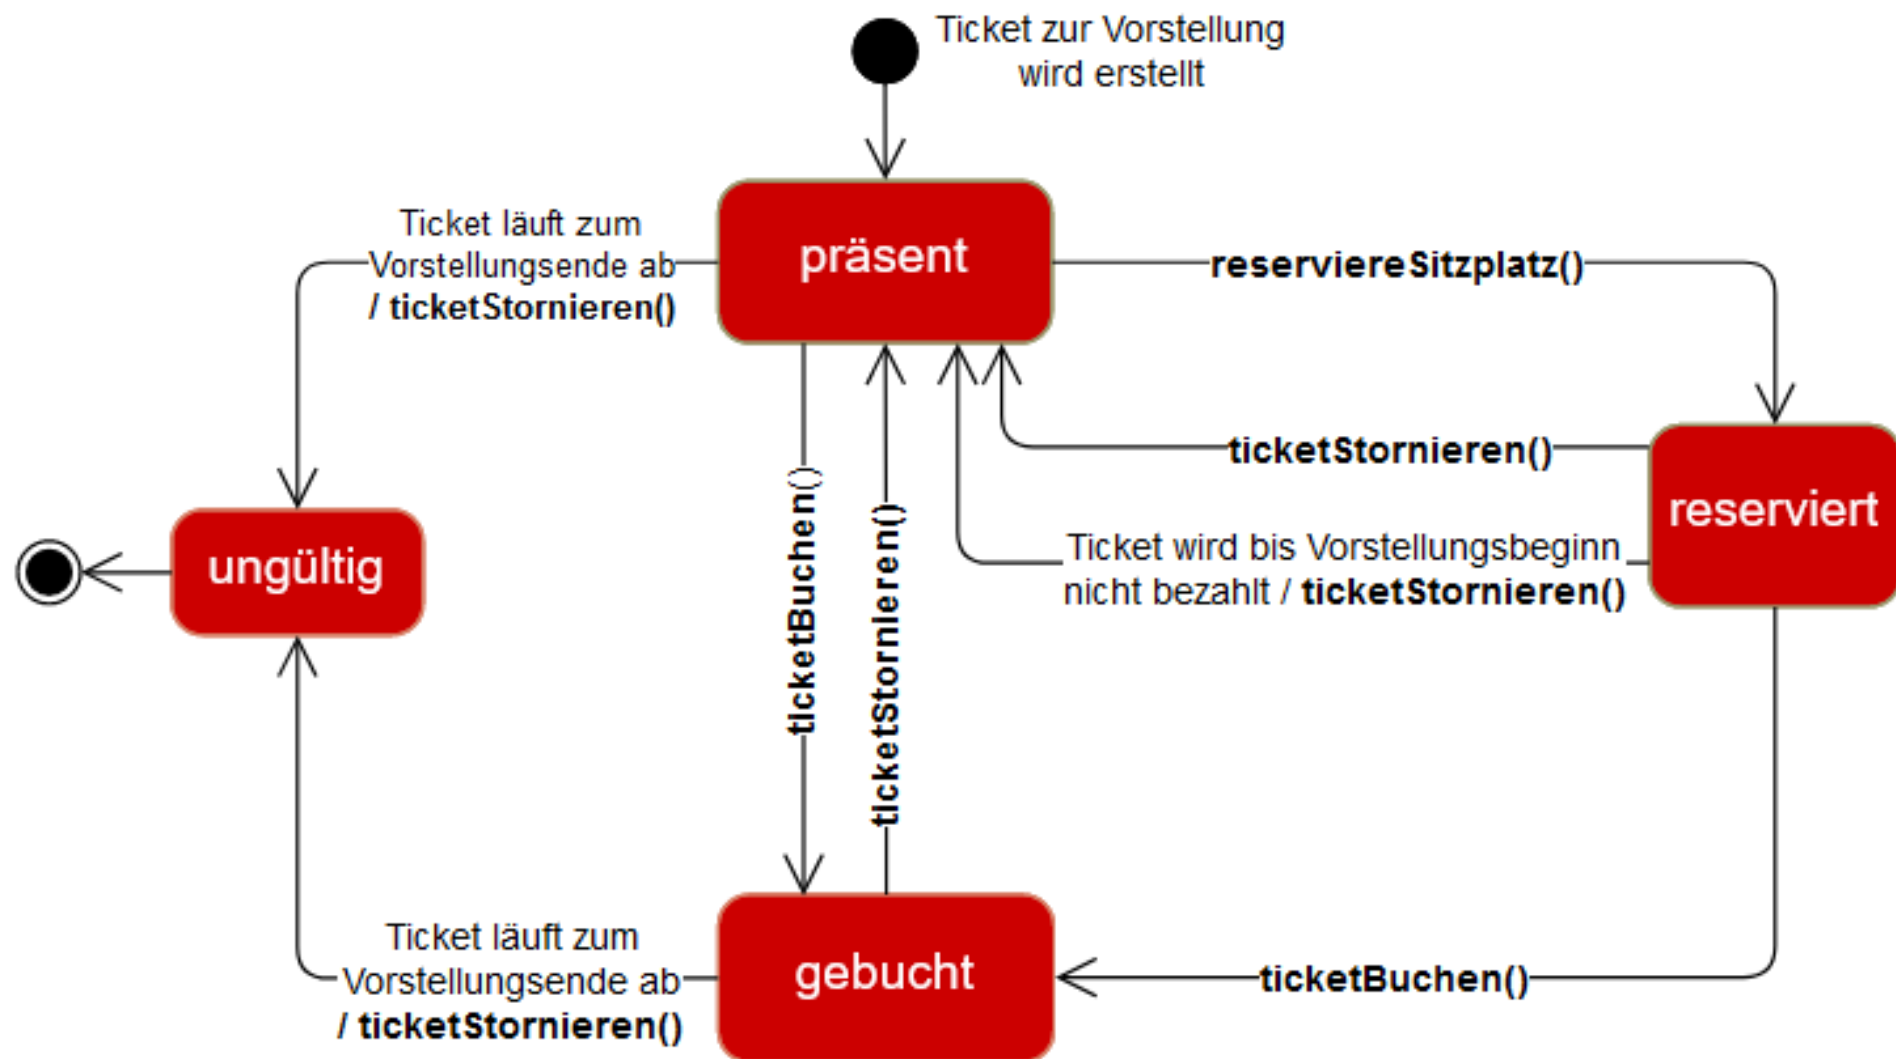 Ticket zur Vorstellung
wird erstellt
präsent
Ticket läuft zum
Vorstellungsende ab
/ ticketStornieren()
reserviereSitzplatz()
ticketStornieren()
reserviert
Ticket wird bis Vorstellungsbeginn
nicht bezahlt / ticketStornieren()
ungültig
ticketBuchen()
ticketStornieren()
Ticket läuft zum
Vorstellungsende ab
/ ticketStornieren()
gebucht
ticketBuchen()